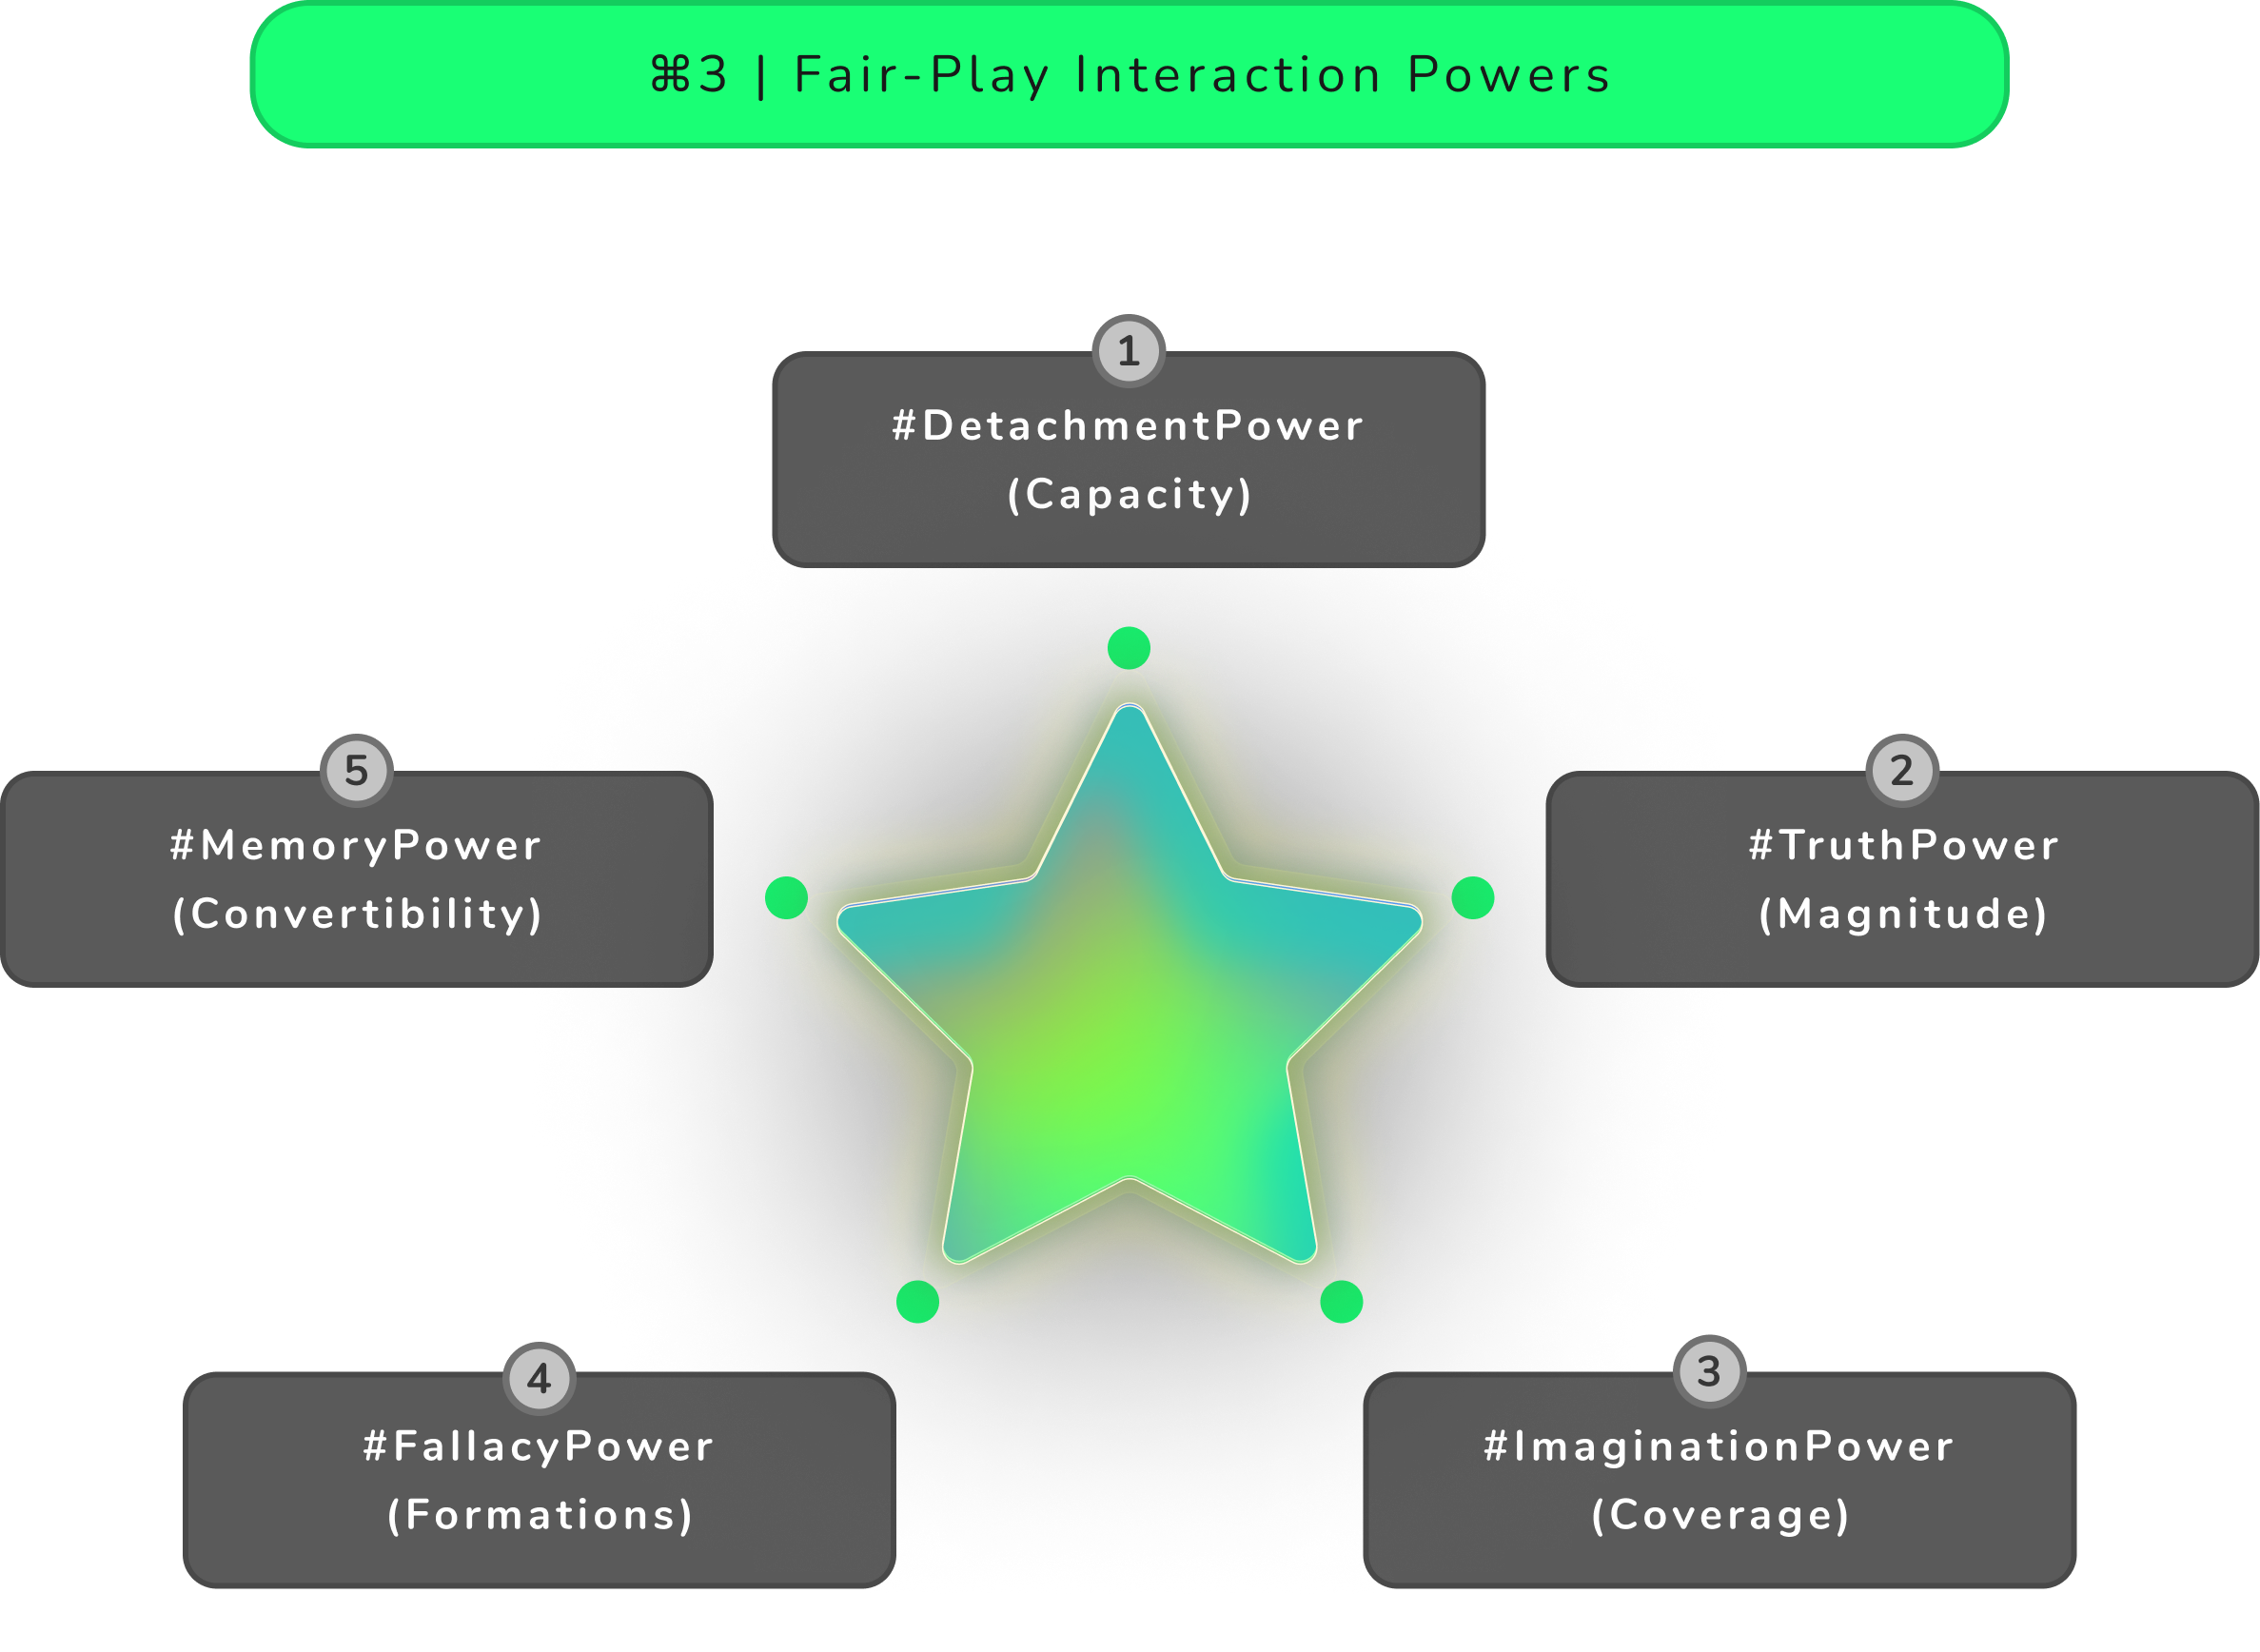 ⌘3 | Fair-Play Interaction Powers
1
#DetachmentPower
(Capacity)
2
#TruthPower
(Magnitude)
3
#ImaginationPower
(Coverage)
4
#FallacyPower
(Formations)
5
#MemoryPower
(Convertibility)